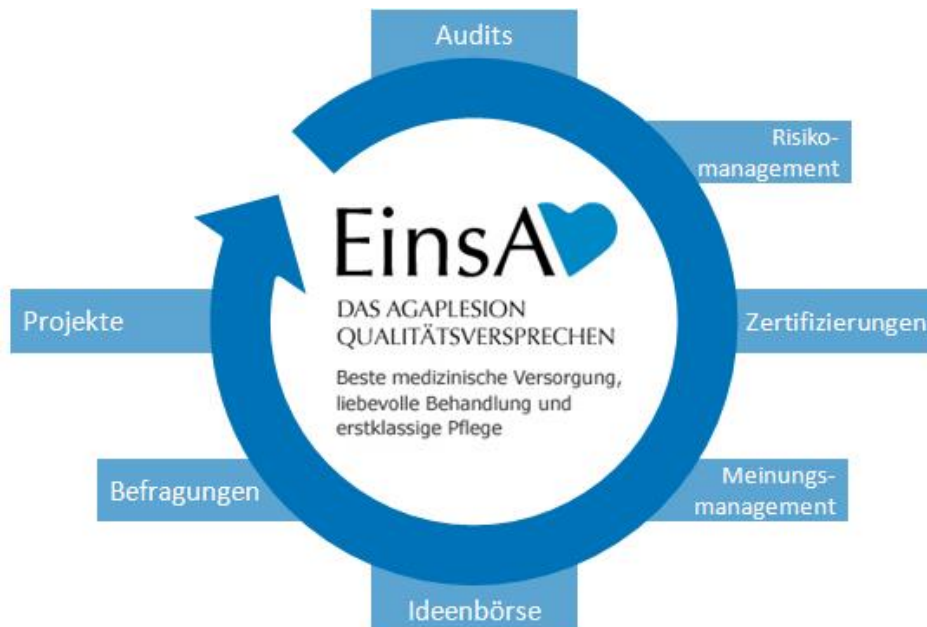 Audits
Risiko-
management
EinsA
DAS AGAPLESION
QUALITÄTSVERSPRECHEN
Beste medizinische Versorgung,
liebevolle Behandlung und
erstklassige Pflege
Projekte
Zertifizierungen
Befragungen
Meinungs-
management
Ideenbörse